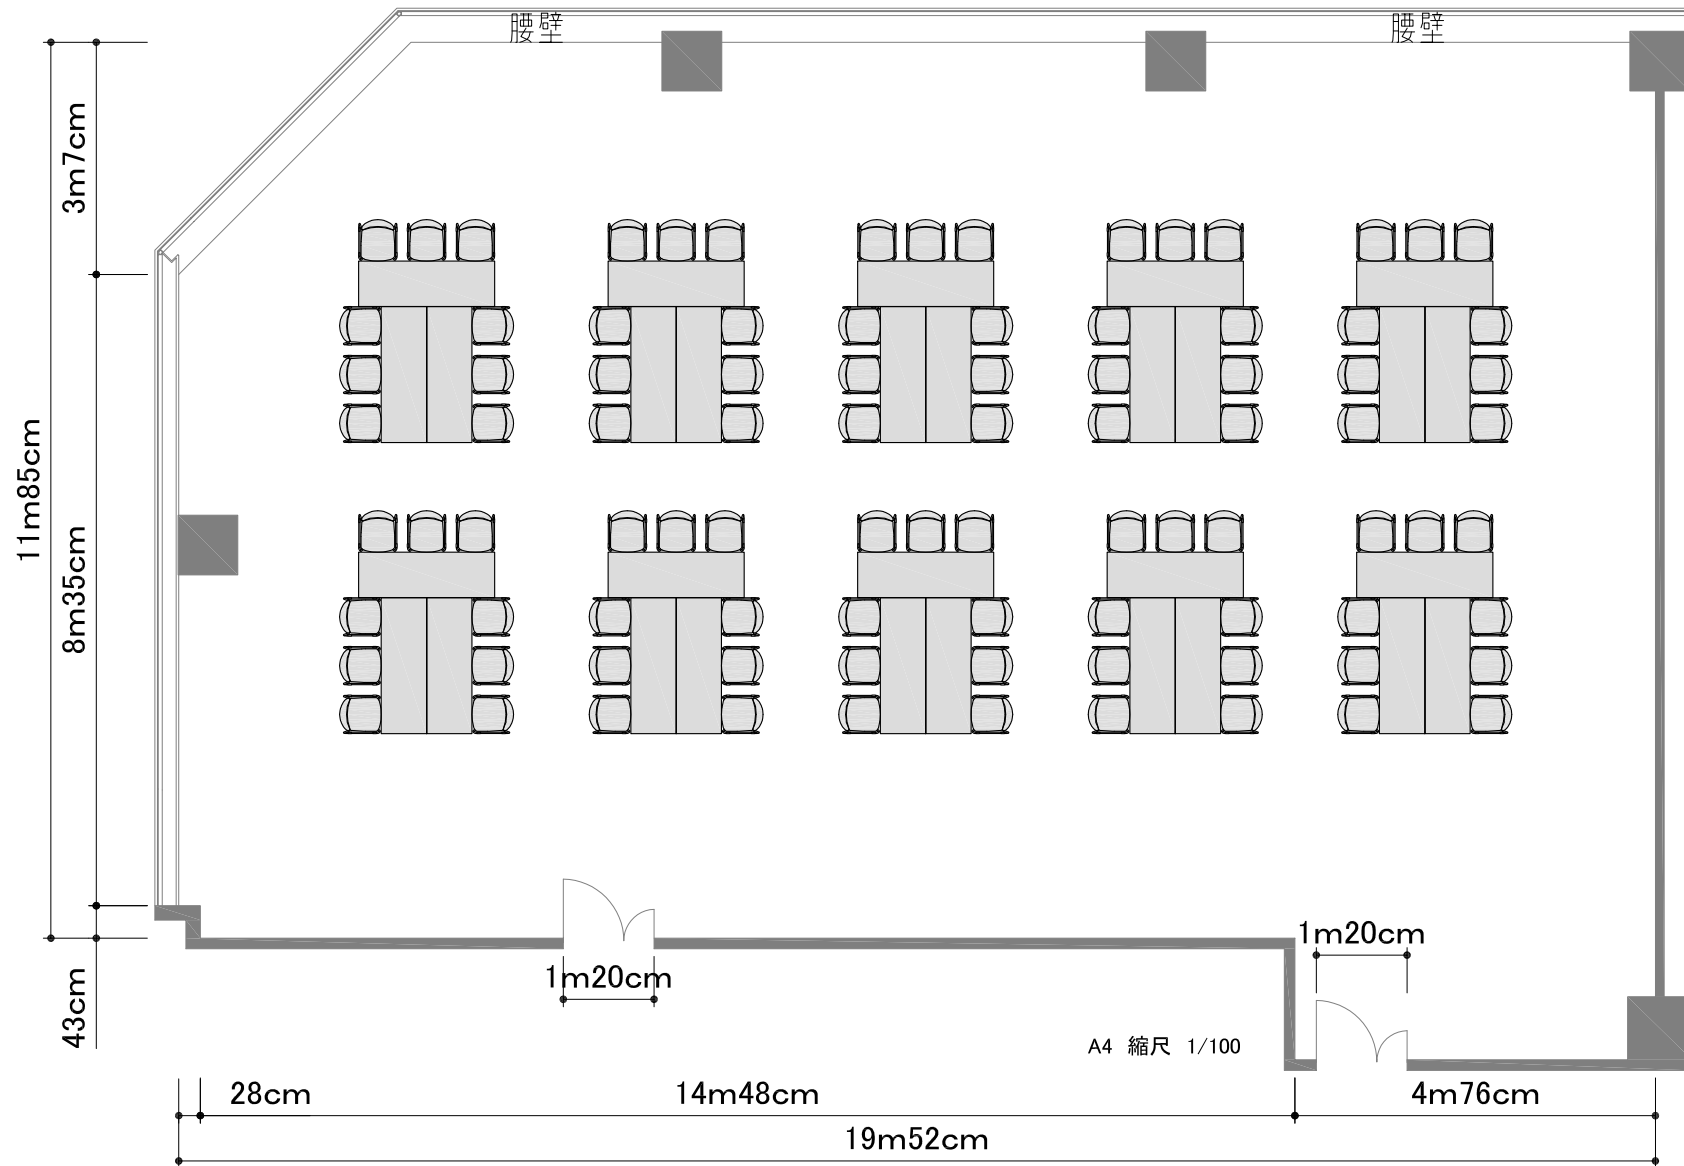 腰壁
腰壁
3m7cm
11m85cm
8m35cm
43cm
1m20cm
1m20cm
A4 縮尺 1/100
28cm
14m48cm
4m76cm
19m52cm